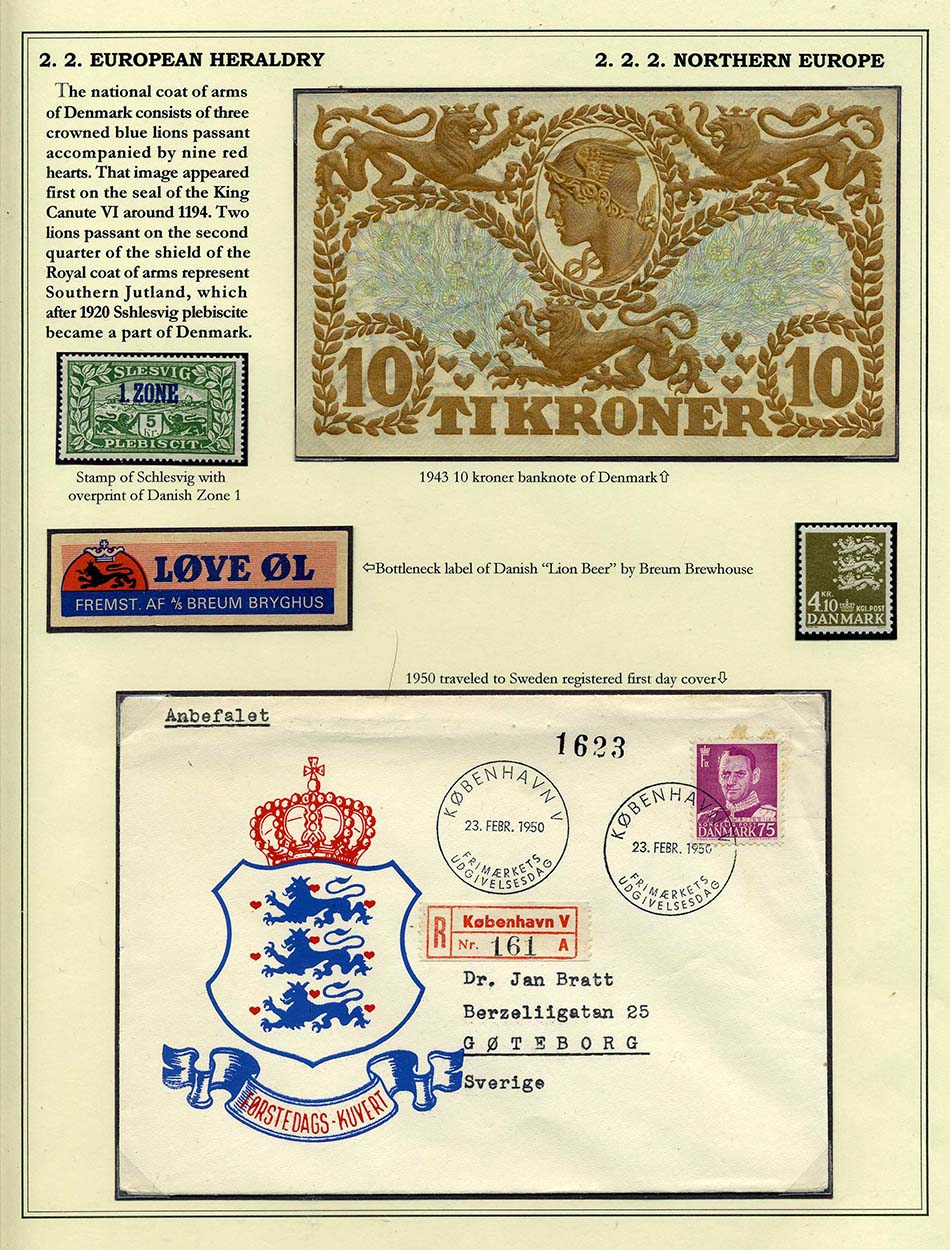 2. 2. EUROPEAN HERALDRY
2. 2. 2. NORTHERN EUROPE
The national coat of arms
of Denmark consists of three
crowned blue lions passant
accompanied by nine red
hearts. That image appeared
first on the seal of the King
Canute VI around 1194. Two
lions passant on the second
quarter of the shield of the
Royal coat of arms represent
Southern Jutland, which
after 1920 Sshlesvig plebiscite
became a part of Denmark.
10
TI KRONER
10
SLESVIG
1. ZONE
5
Kr.
PLEBISCIT
Stamp of Schlesvig with
overprint of Danish Zone 1
1943 10 kroner banknote of Denmark⇧
LØVE ØL
FREMST. AF A/S BREUM BRYGHUS
⇦Bottleneck label of Danish “Lion Beer” by Breum Brewhouse
KR.
4.10 KGL.POST
DANMARK
1950 traveled to Sweden registered first day cover⇩
Anbefalet
1623
KØBENHAVN V
23. FEBR. 1950
FRIMÆRKETS
UDGIVELSESDAG
KØBENHAVN V
23. FEBR. 1950
FRIMÆRKETS
UDGIVELSESDAG
DANMARK 75
R
København V
Nr. 161 A
Dr. Jan Bratt
Berzeliigatan 25
GØTEBORG
Sverige
FØRSTEDAGS-KUVERT